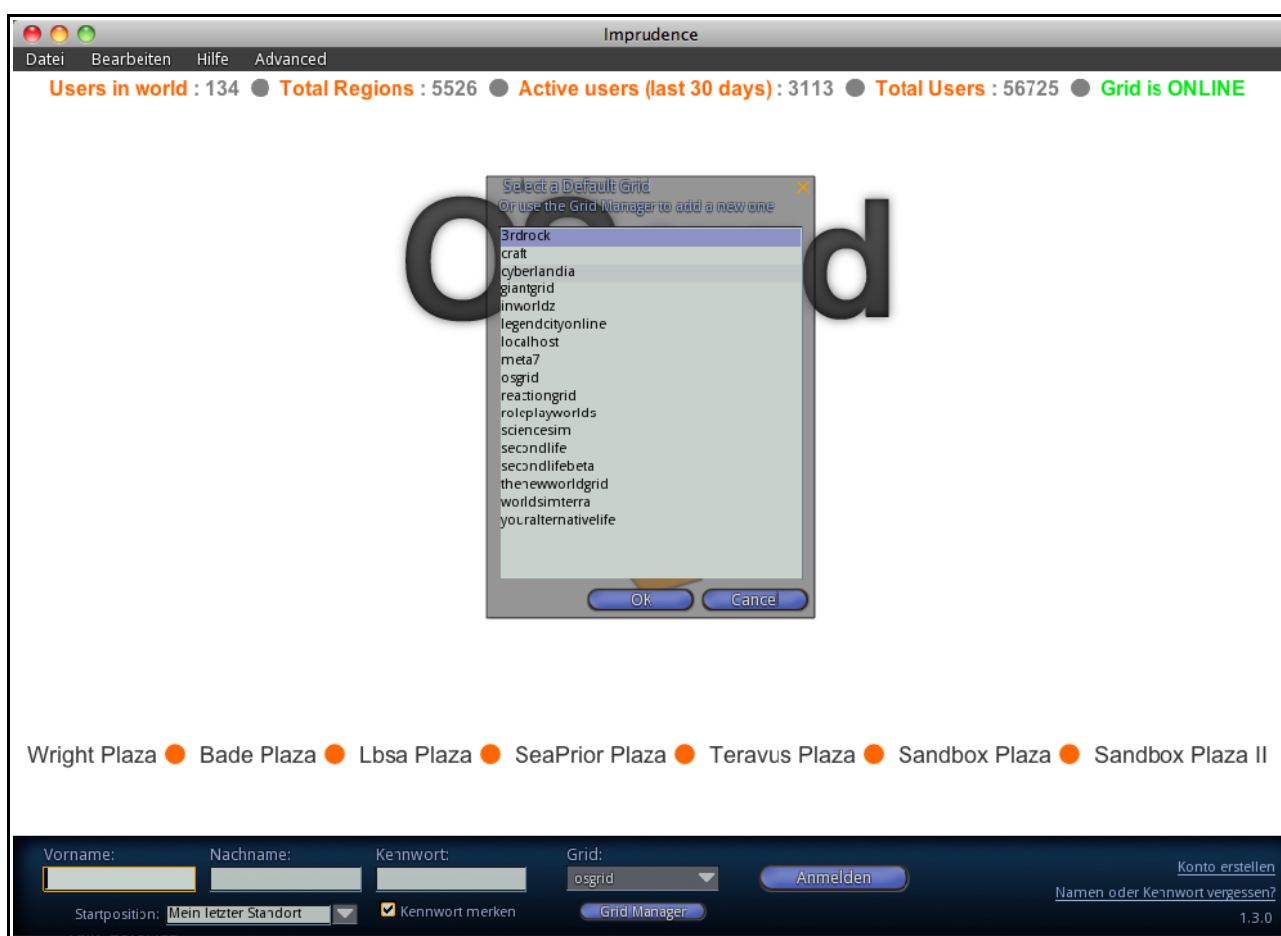 Imprudence
Datei Bearbeiten Hilfe Advanced
Users in world : 134 ● Total Regions : 5526 ● Active users (last 30 days) : 3113 ● Total Users : 56725 ● Grid is ONLINE
Select a Default Grid
Or use the Grid Manager to add a new one
3rdrock
craft
cyberlandia
giantgrid
inworldz
legendcityonline
localhost
meta7
osgrid
reactiongrid
roleplayworlds
sciencesim
secondlife
secondlifebeta
thenewworldgrid
worldsimterra
youralternativelife
OK Cancel
Wright Plaza ● Bade Plaza ● Lbsa Plaza ● SeaPrior Plaza ● Teravus Plaza ● Sandbox Plaza ● Sandbox Plaza II
Vorname: Nachname: Kennwort: Grid:
osgrid Anmelden Konto erstellen
Namen oder Kennwort vergessen?
Startposition: Mein letzter Standort Kennwort merken Grid Manager 1.3.0